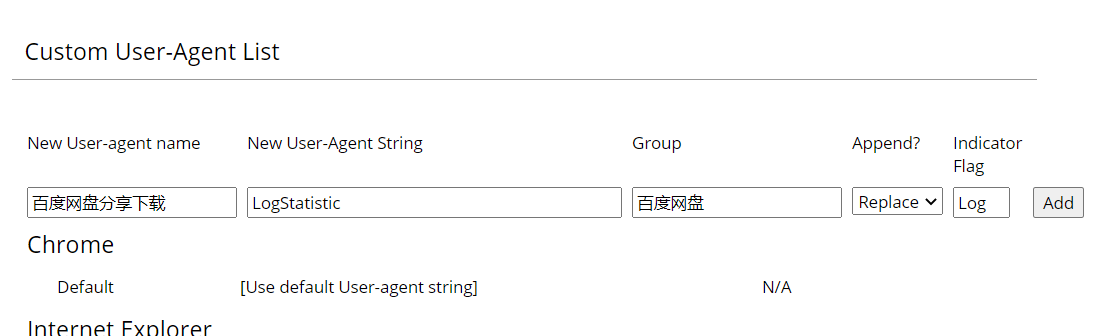 Custom User-Agent List
New User-agent name New User-Agent String Group Append? Indicator Flag
百度网盘分享下载 LogStatistic 百度网盘 Replace Log Add
Chrome
Default [Use default User-agent string] N/A
Internet Explorer